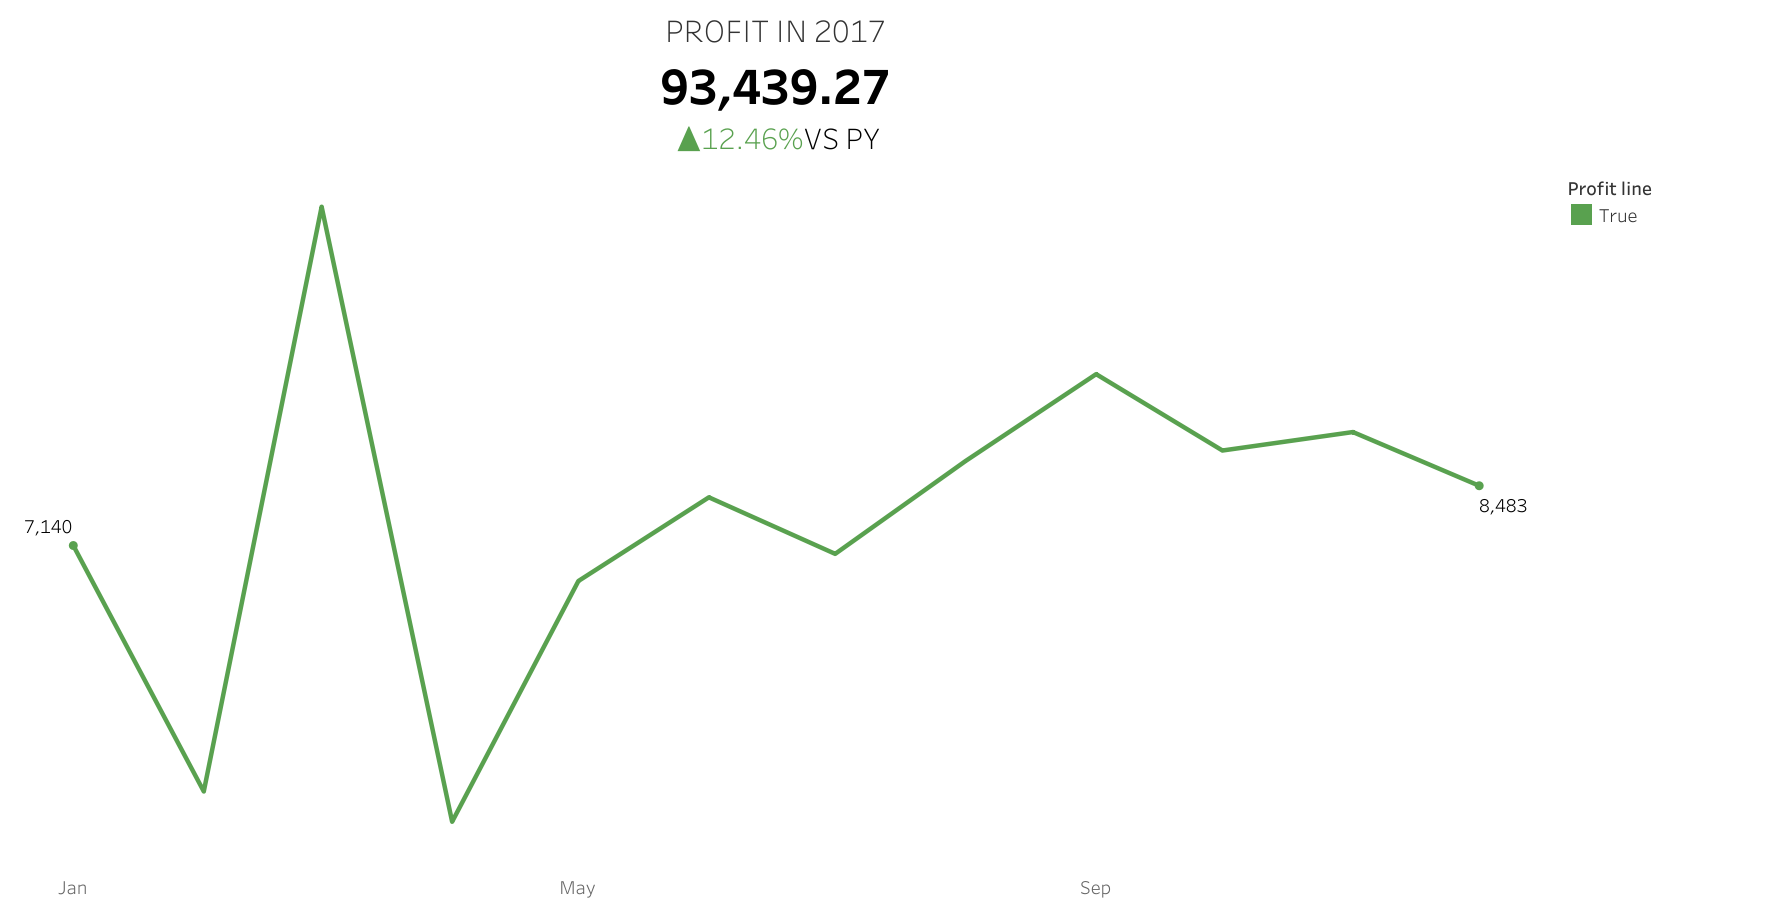 PROFIT IN 2017
93,439.27
▲12.46%VS PY
Profit line
True
7,140
8,483
Jan
May
Sep